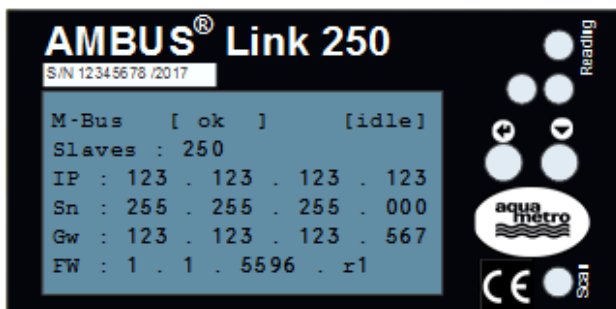 AMBUS® Link 250
S/N 12345678 /2017
M-Bus [ ok ] [idle]
Slaves : 250
IP : 123 . 123 . 123 . 123
Sn : 255 . 255 . 255 . 000
Gw : 123 . 123 . 123 . 567
FW : 1 . 1 . 5596 . r1
Reading
aqua
metro
CE
Scan